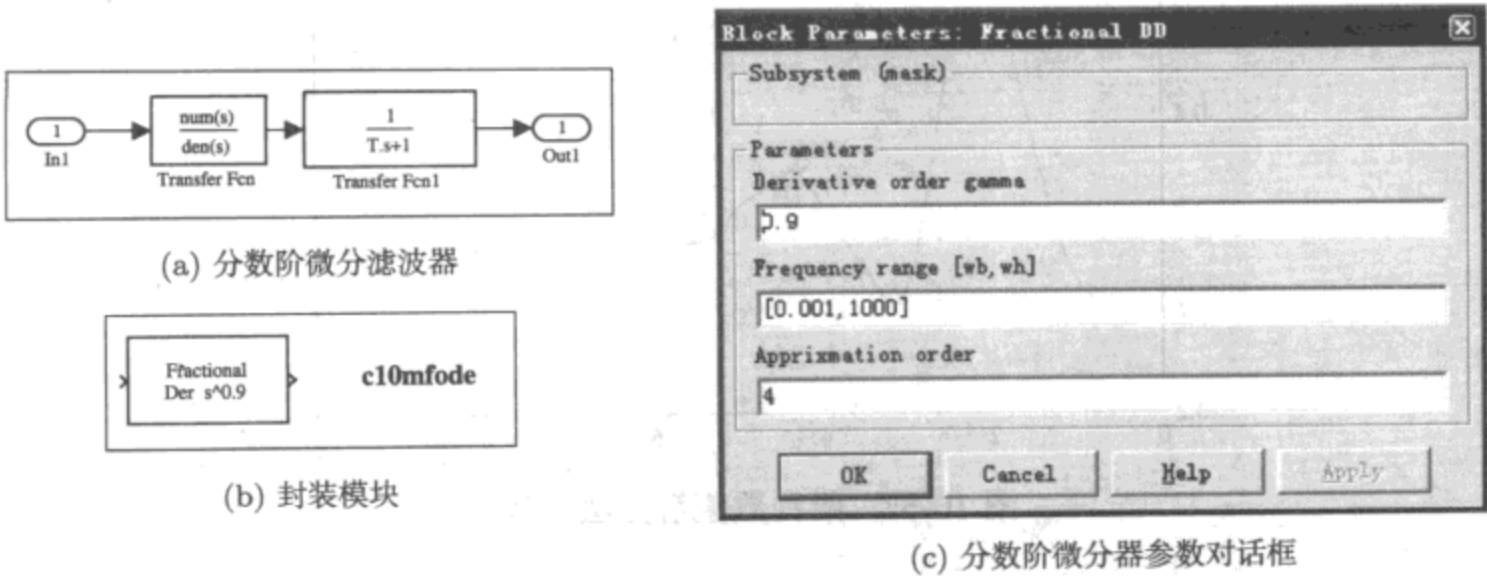 num(s)
den(s)
1
In1
Transfer Fcn
1
T.s+1
Transfer Fcn1
1
Out1
(a) 分数阶微分滤波器
Fractional
Der s^0.9
c10mfode
(b) 封装模块
Block Parameters: Fractional DD
Subsystem (mask)
Parameters
Derivative order gamma
0.9
Frequency range [wb,wh]
[0.001,1000]
Apprixmation order
4
OK
Cancel
Help
Apply
(c) 分数阶微分器参数对话框